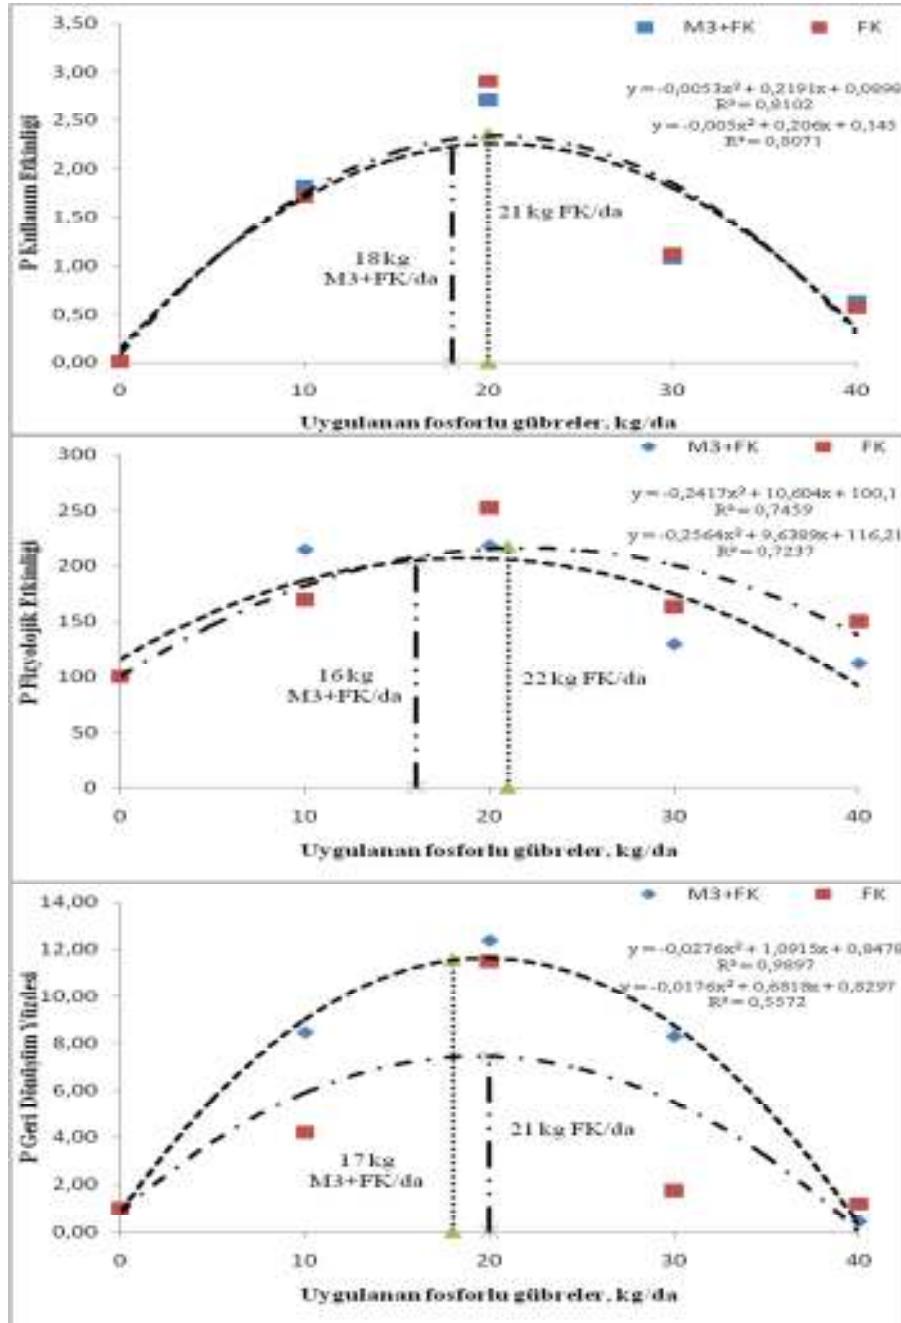 3,50
3,00
2,50
2,00
1,50
1,00
0,50
0,00
P Kullanım Etkinliği
M3+FK FK
y = -0,0053x² + 0,2191x + 0,0898
R² = 0,8102
y = -0,005x² + 0,206x + 0,145
R² = 0,8071
21 kg FK/da
18 kg
M3+FK/da
0 10 20 30 40
Uygulanan fosforlu gübreler, kg/da
300
250
200
150
100
50
0
P Fizyolojik Etkinliği
M3+FK FK
y = -0,2417x² + 10,604x + 100,1
R² = 0,7459
y = -0,2564x² + 9,6389x + 116,21
R² = 0,7237
16 kg
M3+FK/da
22 kg FK/da
0 10 20 30 40
Uygulanan fosforlu gübreler, kg/da
14,00
12,00
10,00
8,00
6,00
4,00
2,00
0,00
P Geri Dönüşüm Yüzdesi
M3+FK FK
y = -0,0276x² + 1,0915x + 0,8478
R² = 0,9897
y = -0,0176x² + 0,6818x + 0,8297
R² = 0,5572
21 kg FK/da
17 kg
M3+FK/da
0 10 20 30 40
Uygulanan fosforlu gübreler, kg/da